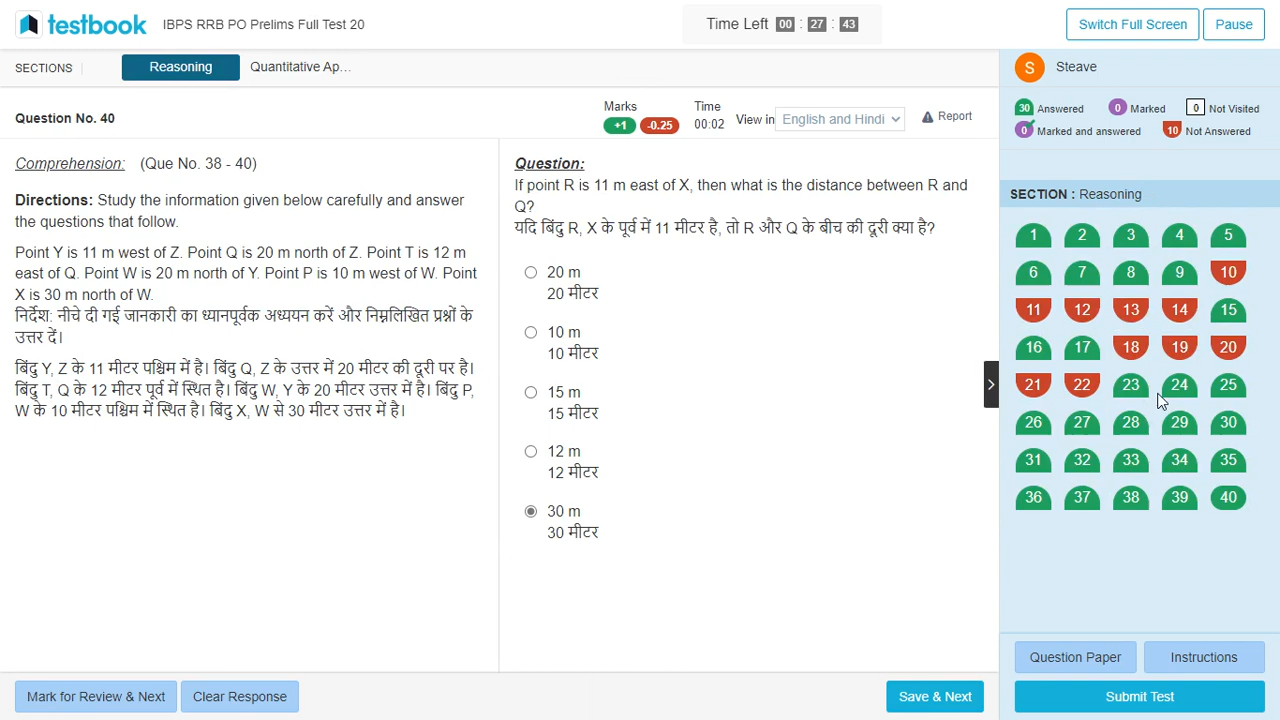 testbook IBPS RRB PO Prelims Full Test 20 Time Left 00 : 27 : 43 Switch Full Screen Pause
SECTIONS Reasoning Quantitative Ap... S Steave
Question No. 40 Marks +1 -0.25 Time 00:02 View in English and Hindi Report
30 Answered 0 Marked 0 Not Visited
0 Marked and answered 10 Not Answered
Comprehension: (Que No. 38 - 40)
Directions: Study the information given below carefully and answer
the questions that follow.
Point Y is 11 m west of Z. Point Q is 20 m north of Z. Point T is 12 m
east of Q. Point W is 20 m north of Y. Point P is 10 m west of W. Point
X is 30 m north of W.
निर्देश: नीचे दी गई जानकारी का ध्यानपूर्वक अध्ययन करें और निम्नलिखित प्रश्नों के
उत्तर दें।
बिंदु Y, Z के 11 मीटर पश्चिम में है। बिंदु Q, Z के उत्तर में 20 मीटर की दूरी पर है।
बिंदु T, Q के 12 मीटर पूर्व में स्थित है। बिंदु W, Y के 20 मीटर उत्तर में है। बिंदु P,
W के 10 मीटर पश्चिम में स्थित है। बिंदु X, W से 30 मीटर उत्तर में है।
Question:
If point R is 11 m east of X, then what is the distance between R and
Q?
यदि बिंदु R, X के पूर्व में 11 मीटर है, तो R और Q के बीच की दूरी क्या है?
20 m
20 मीटर
10 m
10 मीटर
15 m
15 मीटर
12 m
12 मीटर
30 m
30 मीटर
SECTION : Reasoning
1 2 3 4 5
6 7 8 9 10
11 12 13 14 15
16 17 18 19 20
21 22 23 24 25
26 27 28 29 30
31 32 33 34 35
36 37 38 39 40
Question Paper Instructions
Mark for Review & Next Clear Response Save & Next Submit Test